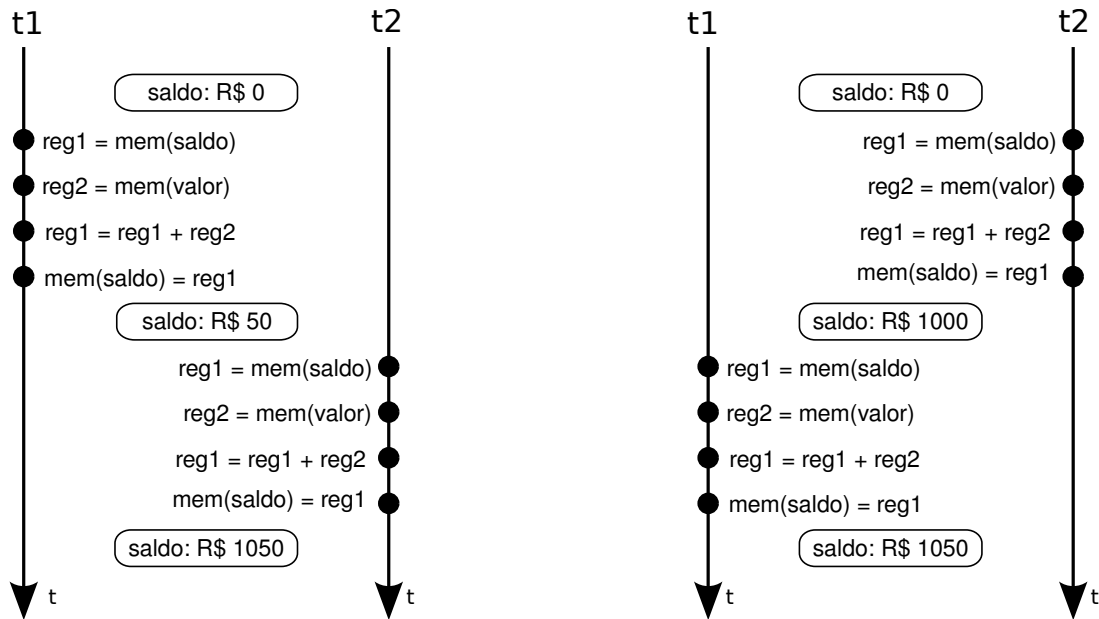 t1
t2
saldo: R$ 0
reg1 = mem(saldo)
reg2 = mem(valor)
reg1 = reg1 + reg2
mem(saldo) = reg1
saldo: R$ 50
reg1 = mem(saldo)
reg2 = mem(valor)
reg1 = reg1 + reg2
mem(saldo) = reg1
saldo: R$ 1050
t
t
t1
t2
saldo: R$ 0
reg1 = mem(saldo)
reg2 = mem(valor)
reg1 = reg1 + reg2
mem(saldo) = reg1
saldo: R$ 1000
reg1 = mem(saldo)
reg2 = mem(valor)
reg1 = reg1 + reg2
mem(saldo) = reg1
saldo: R$ 1050
t
t